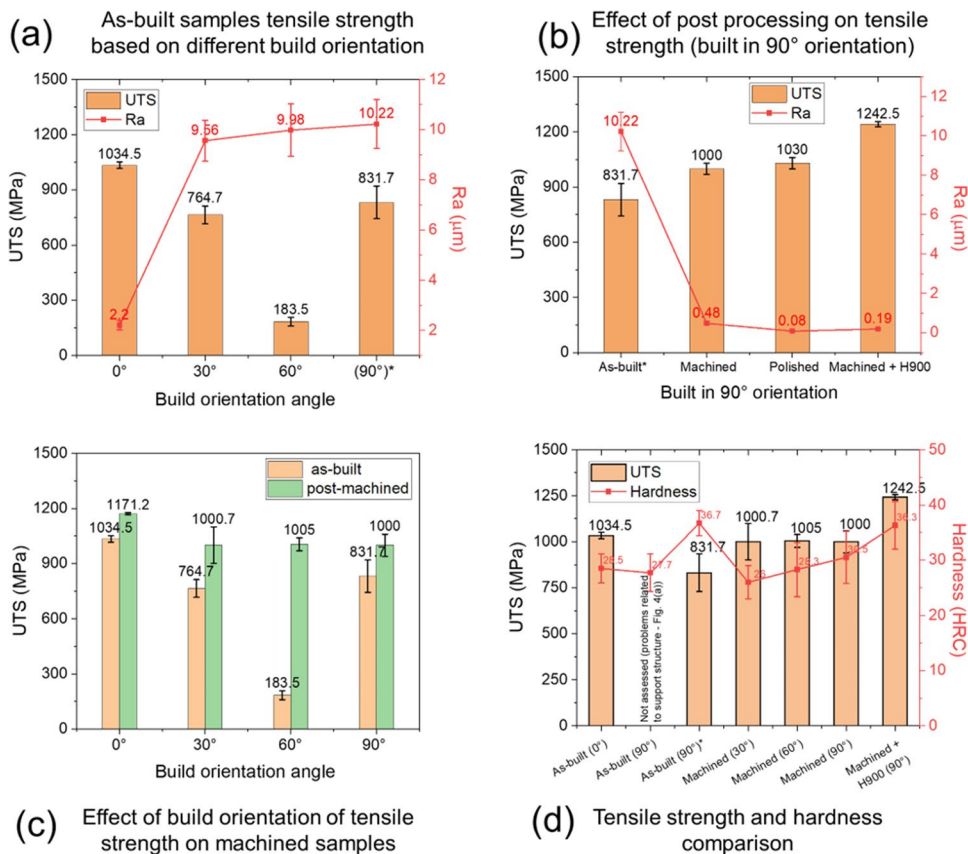 (a)
As-built samples tensile strength
based on different build orientation
1500
1200
900
600
300
0
UTS (MPa)
UTS
Ra
1034.5
764.7
183.5
831.7
2.2
9.56
9.98
10.22
12
10
8
6
4
2
Ra (μm)
0° 30° 60° (90°)*
Build orientation angle
(b)
Effect of post processing on tensile
strength (built in 90° orientation)
1500
1200
900
600
300
0
UTS (MPa)
UTS
Ra
10.22
831.7
1000
1030
1242.5
0.48
0.08
0.19
12
10
8
6
4
2
0
Ra (μm)
As-built* Machined Polished Machined + H900
Built in 90° orientation
1500
1200
900
600
300
0
UTS (MPa)
as-built
post-machined
1034.5
1171.2
764.7
1000.7
183.5
1005
831.7
1000
0° 30° 60° 90°
Build orientation angle
(c)
Effect of build orientation of tensile
strength on machined samples
1500
1250
1000
750
500
250
0
UTS (MPa)
UTS
Hardness
1034.5
28.5
27.7
36.7
831.7
1000.7
26
1005
28.3
1000
30.5
1242.5
36.3
Not assessed (problems related
to support structure - Fig. 4(a))
50
40
30
20
10
0
Hardness (HRC)
As-built (0°)
As-built (90°)
As-built (90°)*
Machined (30°)
Machined (60°)
Machined (90°)
Machined +
H900 (90°)
(d)
Tensile strength and hardness
comparison